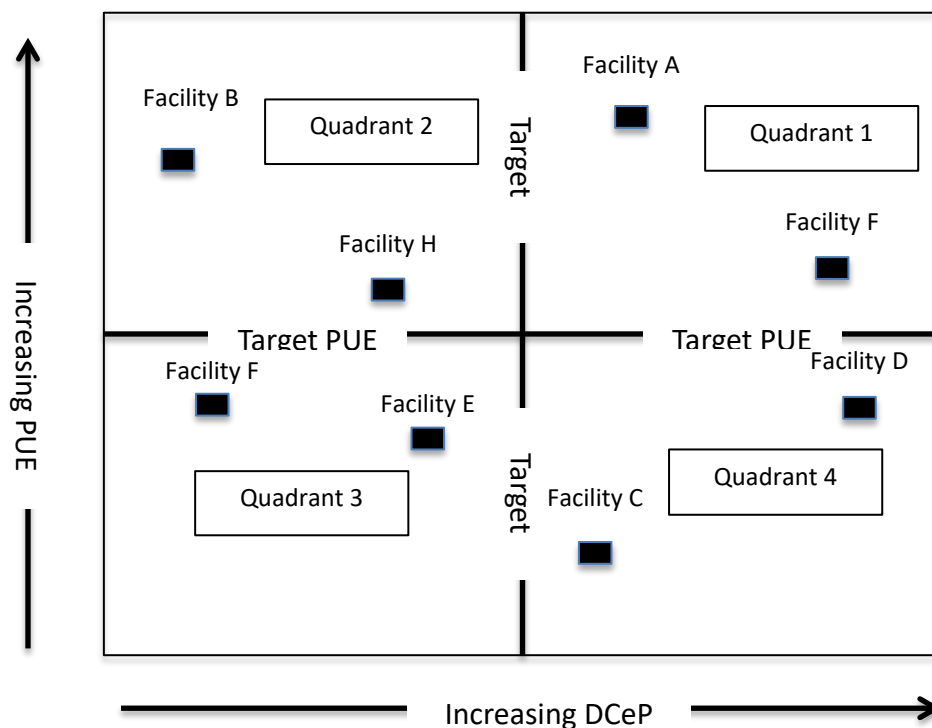 Facility A
Facility B
Quadrant 2
Target
Quadrant 1
Facility F
Facility H
Increasing PUE
Target PUE
Target PUE
Facility F
Facility D
Facility E
Target
Quadrant 3
Quadrant 4
Facility C
Increasing DCeP